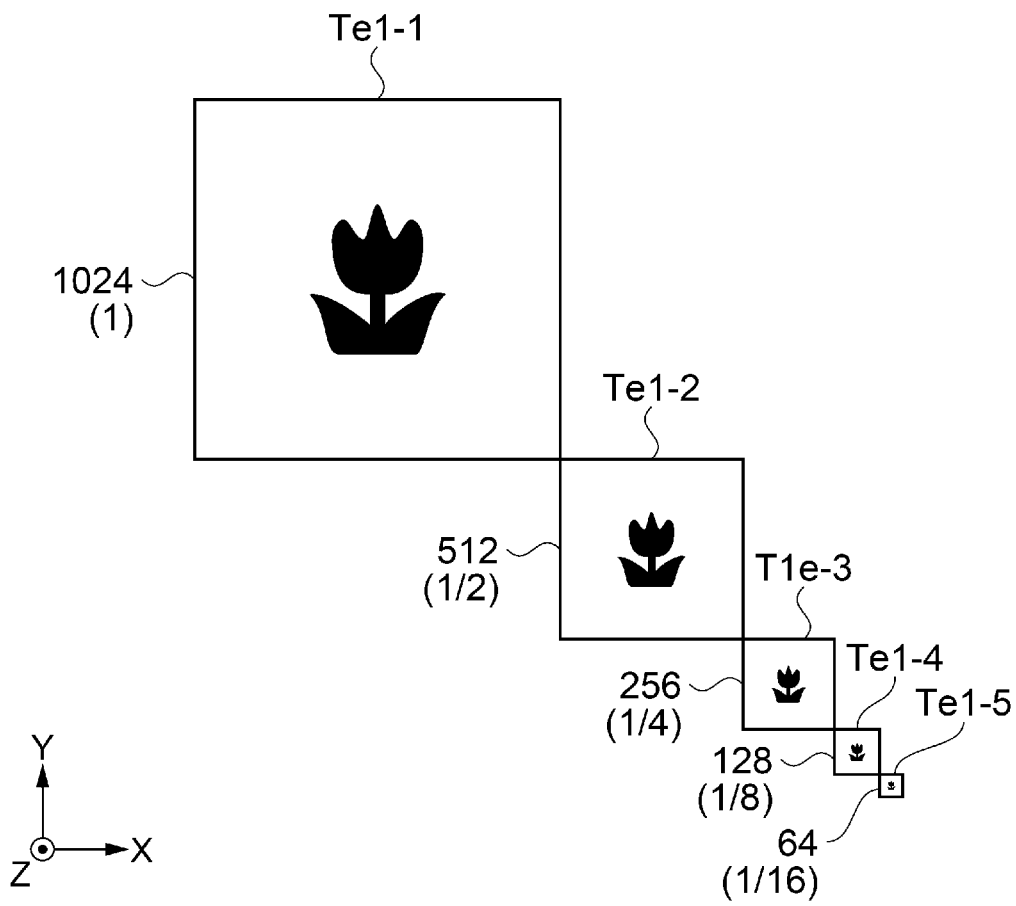 Te1-1
1024
(1)
Te1-2
512
(1/2)
T1e-3
256
(1/4)
Te1-4
Te1-5
128
(1/8)
64
(1/16)
Y
X
Z